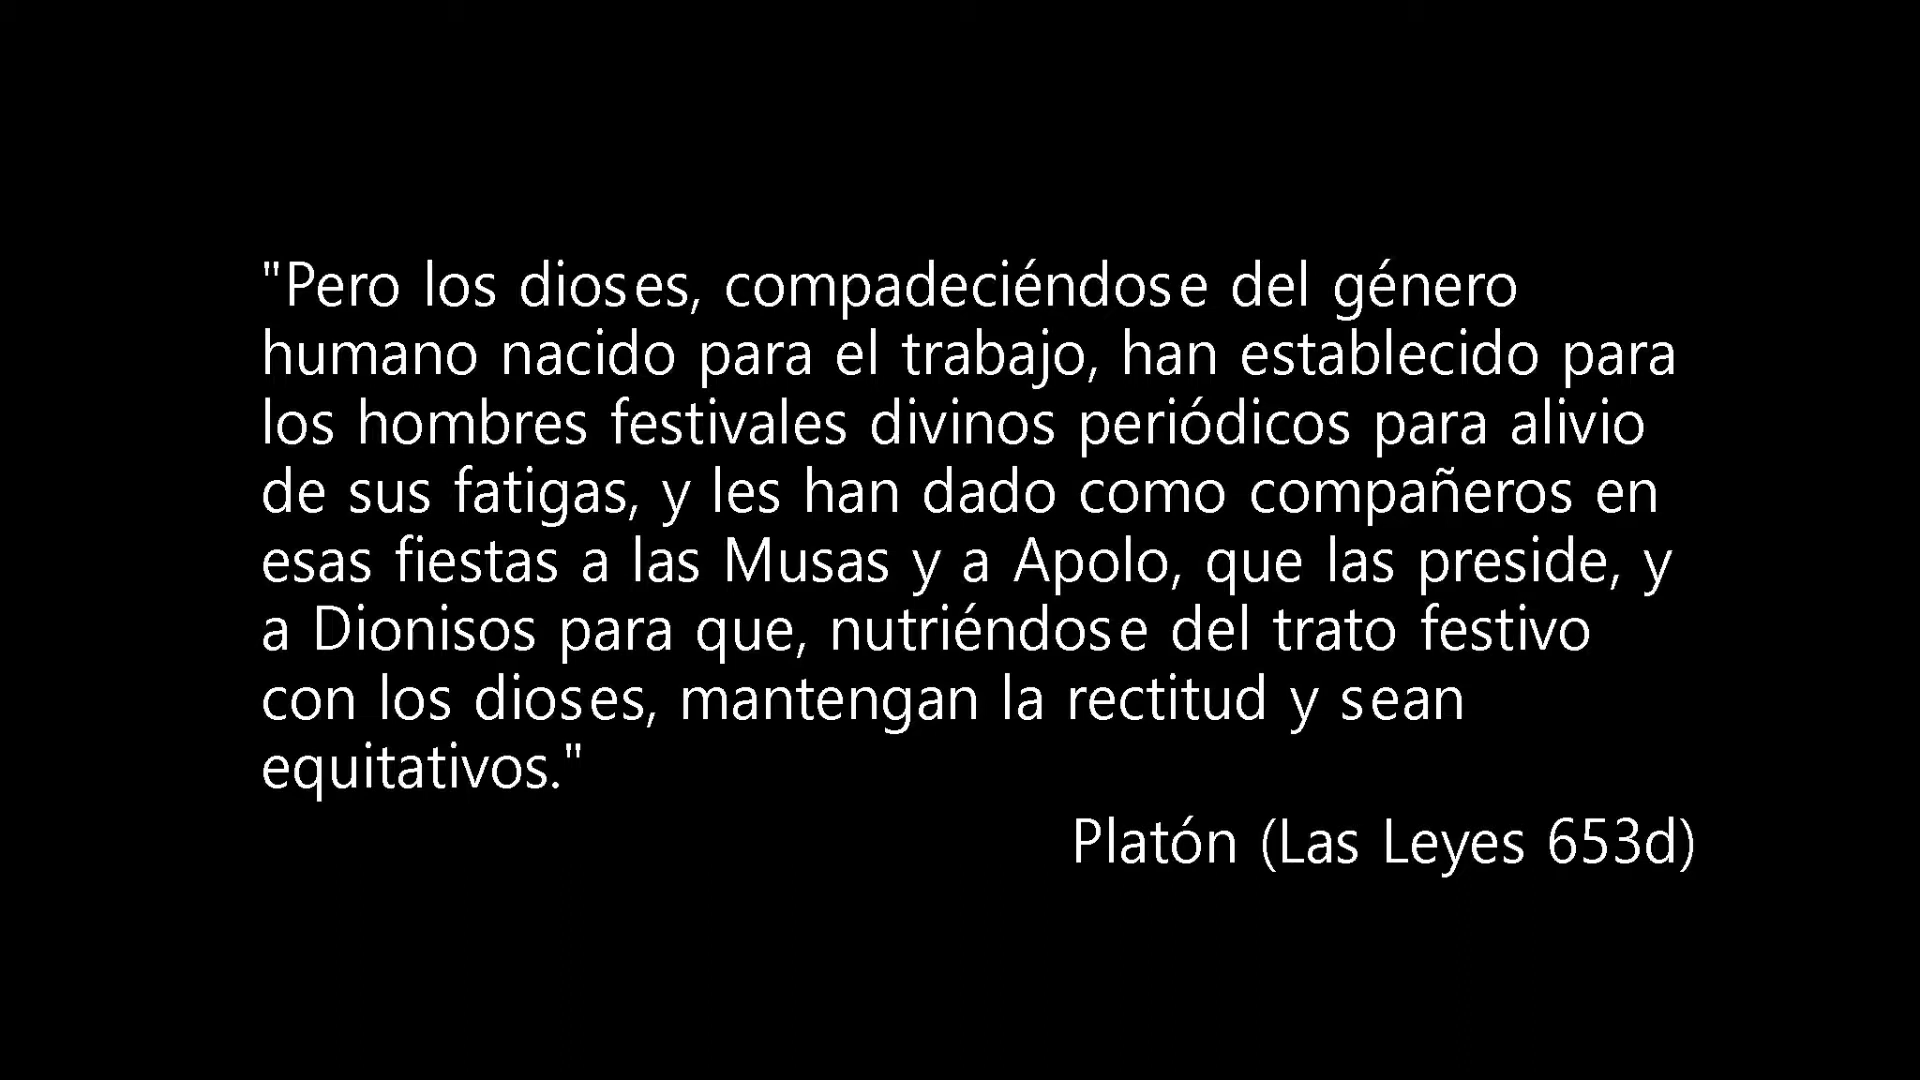 "Pero los dioses, compadeciéndose del género
humano nacido para el trabajo, han establecido para
los hombres festivales divinos periódicos para alivio
de sus fatigas, y les han dado como compañeros en
esas fiestas a las Musas y a Apolo, que las preside, y
a Dionisos para que, nutriéndose del trato festivo
con los dioses, mantengan la rectitud y sean
equitativos."
Platón (Las Leyes 653d)